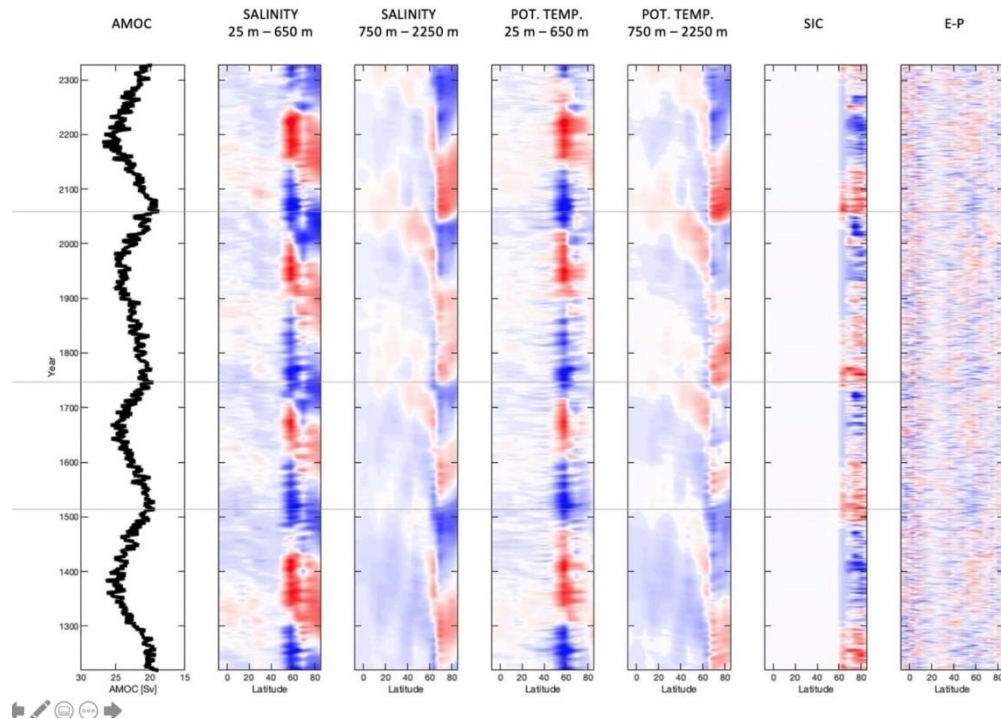 AMOC
SALINITY
25 m – 650 m
SALINITY
750 m – 2250 m
POT. TEMP.
25 m – 650 m
POT. TEMP.
750 m – 2250 m
SIC
E-P
2300
2200
2100
2000
1900
1800
1700
1600
1500
1400
1300
Year
30 25 20 15
AMOC [Sv]
0 20 40 60 80
Latitude
0 20 40 60 80
Latitude
0 20 40 60 80
Latitude
0 20 40 60 80
Latitude
0 20 40 60 80
Latitude
0 20 40 60 80
Latitude